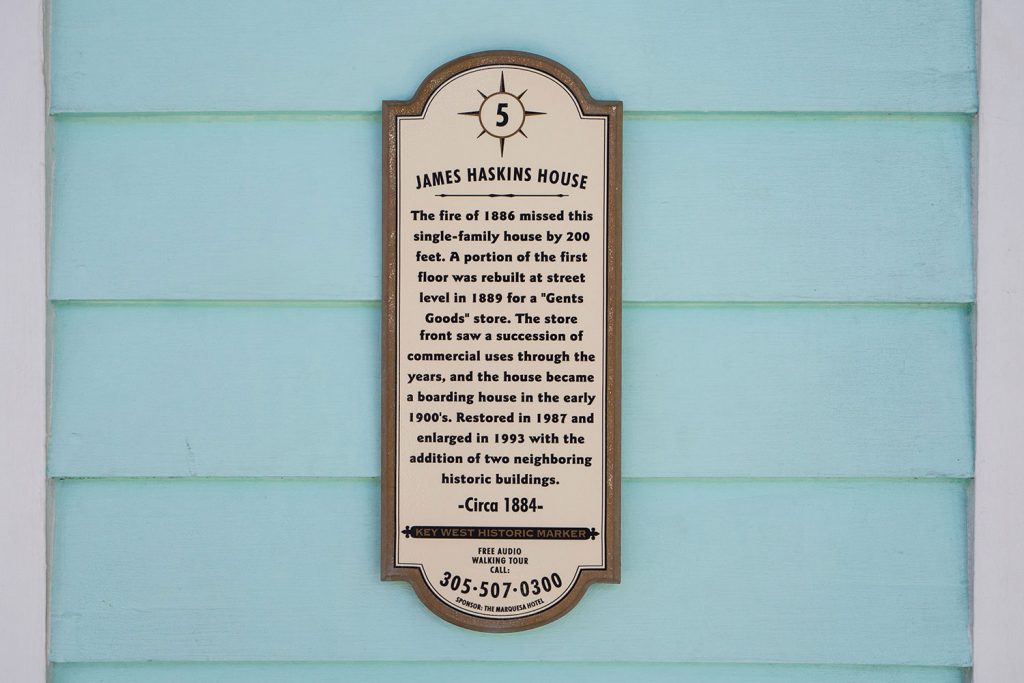 5
JAMES HASKINS HOUSE
The fire of 1886 missed this
single-family house by 200
feet. A portion of the first
floor was rebuilt at street
level in 1889 for a "Gents
Goods" store. The store
front saw a succession of
commercial uses through the
years, and the house became
a boarding house in the early
1900's. Restored in 1987 and
enlarged in 1993 with the
addition of two neighboring
historic buildings.
-Circa 1884-
KEY WEST HISTORIC MARKER
FREE AUDIO
WALKING TOUR
CALL:
305·507·0300
SPONSOR: THE MARQUESA HOTEL